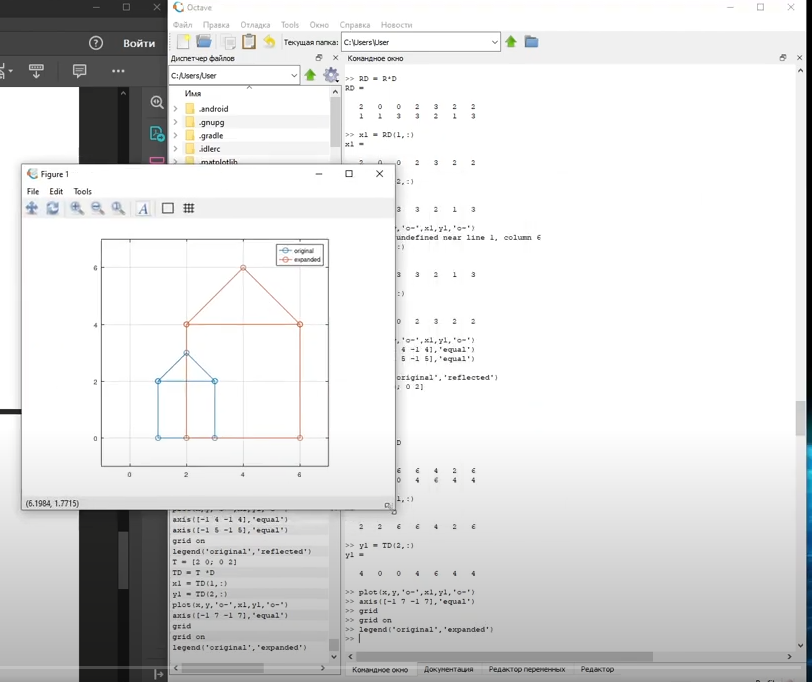 Octave
Файл Правка Отладка Tools Окно Справка Новости
Войти
Текущая папка: C:\Users\User
Диспетчер файлов
Командное окно
C:/Users/User
Имя
.android
.gnupg
.gradle
.idlerc
.matplotlib
>> RD = R*D
RD =
2 0 0 2 3 2 2
1 1 3 3 2 1 3
>> x1 = RD(1,:)
x1 =
2 0 0 2 3 2 2
2,:)
3 3 2 1 3
y,'o-',x1,y1,'o-')
undefined near line 1, column 6
:)
3 3 2 1 3
:)
0 2 3 2 2
y,'o-',x1,y1,'o-')
4 -1 4],'equal')
5 -1 5],'equal')
original','reflected')
; 0 2]
D
6 6 4 2 6
0 4 6 4 4
1,:)
2 2 6 6 4 2 6
>> y1 = TD(2,:)
y1 =
4 0 0 4 6 4 4
>> plot(x,y,'o-',x1,y1,'o-')
>> axis([-1 7 -1 7],'equal')
>> grid
>> grid on
>> legend('original','expanded')
>>
Figure 1
File Edit Tools
original
expanded
6
4
2
0
0 2 4 6
(6.1984, 1.7715)
axis([-1 4 -1 4],'equal')
axis([-1 5 -1 5],'equal')
grid on
legend('original','reflected')
T = [2 0; 0 2]
TD = T *D
x1 = TD(1,:)
y1 = TD(2,:)
plot(x,y,'o-',x1,y1,'o-')
axis([-1 7 -1 7],'equal')
grid
grid on
legend('original','expanded')
Командное окно Документация Редактор переменных Редактор